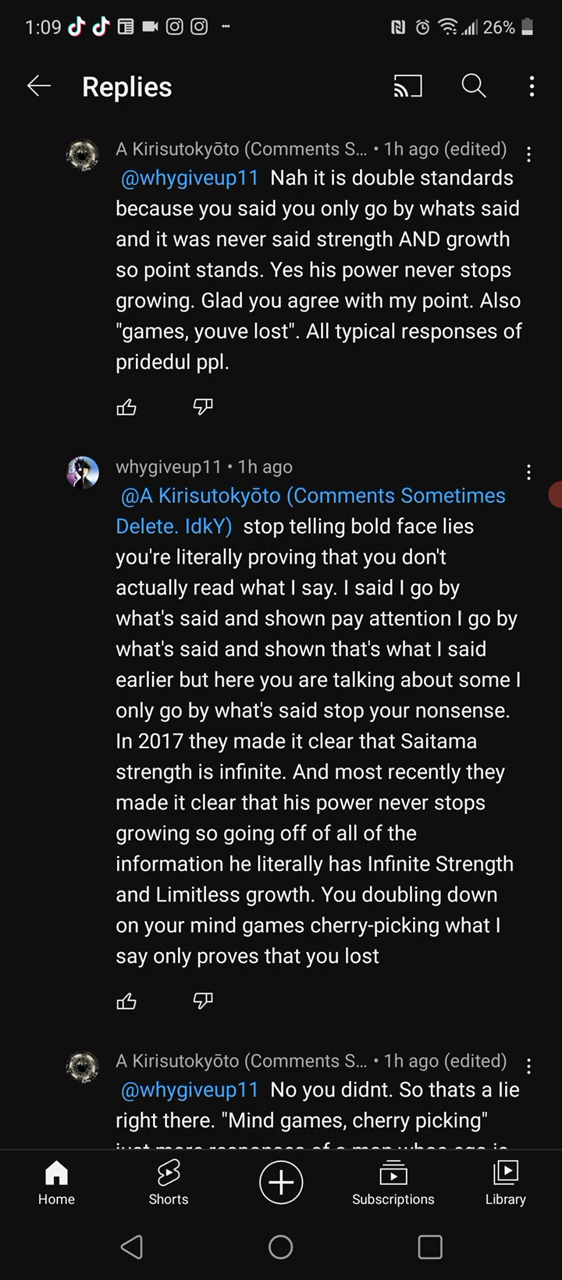 1:09 26%
Replies
A Kirisutokyōto (Comments S... • 1h ago (edited)
@whygiveup11 Nah it is double standards
because you said you only go by whats said
and it was never said strength AND growth
so point stands. Yes his power never stops
growing. Glad you agree with my point. Also
"games, youve lost". All typical responses of
pridedul ppl.
whygiveup11 • 1h ago
@A Kirisutokyōto (Comments Sometimes
Delete. IdkY) stop telling bold face lies
you're literally proving that you don't
actually read what I say. I said I go by
what's said and shown pay attention I go by
what's said and shown that's what I said
earlier but here you are talking about some I
only go by what's said stop your nonsense.
In 2017 they made it clear that Saitama
strength is infinite. And most recently they
made it clear that his power never stops
growing so going off of all of the
information he literally has Infinite Strength
and Limitless growth. You doubling down
on your mind games cherry-picking what I
say only proves that you lost
A Kirisutokyōto (Comments S... • 1h ago (edited)
@whygiveup11 No you didnt. So thats a lie
right there. "Mind games, cherry picking"
just more responses of a man whos ego is
Home Shorts Subscriptions Library